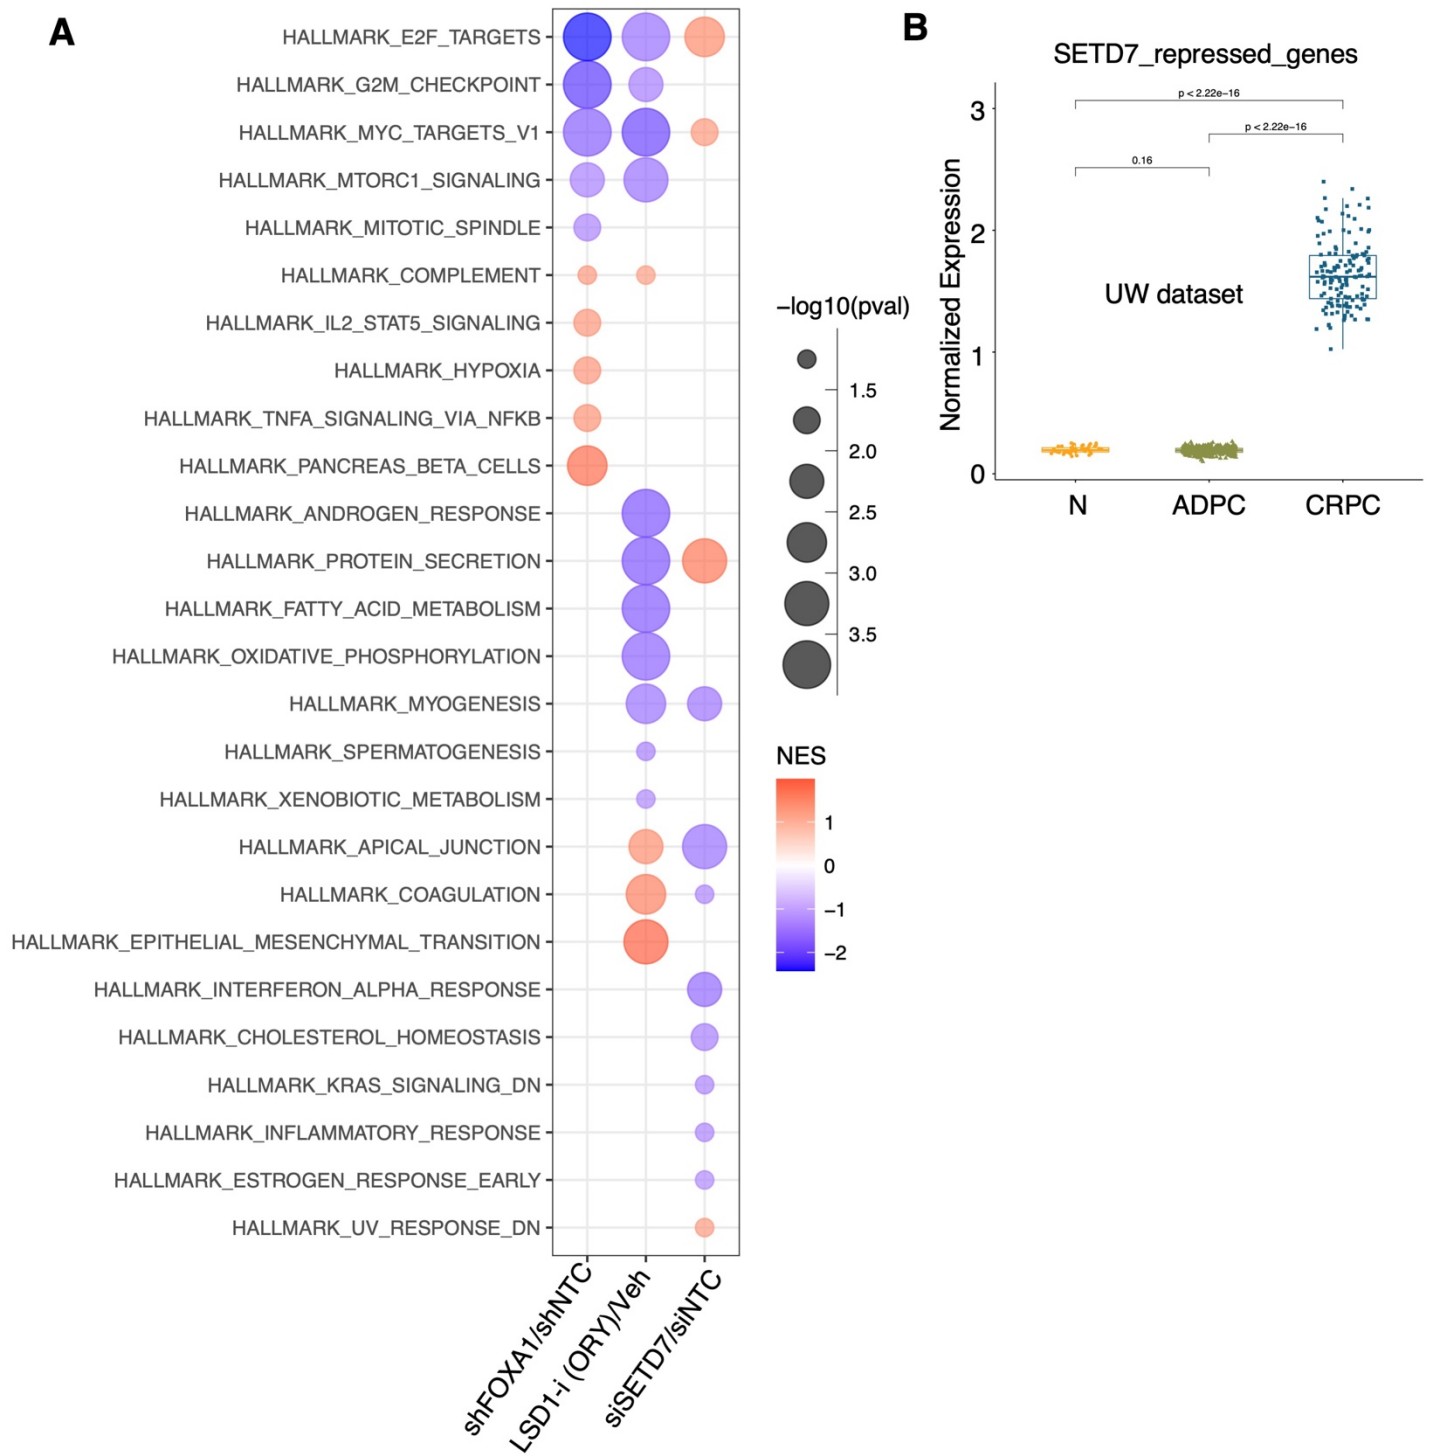 A
HALLMARK_E2F_TARGETS
HALLMARK_G2M_CHECKPOINT
HALLMARK_MYC_TARGETS_V1
HALLMARK_MTORC1_SIGNALING
HALLMARK_MITOTIC_SPINDLE
HALLMARK_COMPLEMENT
HALLMARK_IL2_STAT5_SIGNALING
HALLMARK_HYPOXIA
HALLMARK_TNFA_SIGNALING_VIA_NFKB
HALLMARK_PANCREAS_BETA_CELLS
HALLMARK_ANDROGEN_RESPONSE
HALLMARK_PROTEIN_SECRETION
HALLMARK_FATTY_ACID_METABOLISM
HALLMARK_OXIDATIVE_PHOSPHORYLATION
HALLMARK_MYOGENESIS
HALLMARK_SPERMATOGENESIS
HALLMARK_XENOBIOTIC_METABOLISM
HALLMARK_APICAL_JUNCTION
HALLMARK_COAGULATION
HALLMARK_EPITHELIAL_MESENCHYMAL_TRANSITION
HALLMARK_INTERFERON_ALPHA_RESPONSE
HALLMARK_CHOLESTEROL_HOMEOSTASIS
HALLMARK_KRAS_SIGNALING_DN
HALLMARK_INFLAMMATORY_RESPONSE
HALLMARK_ESTROGEN_RESPONSE_EARLY
HALLMARK_UV_RESPONSE_DN
shFOXA1/shNTC
LSD1-i (ORY)/Veh
siSETD7/siNTC
−log10(pval)
1.5
2.0
2.5
3.0
3.5
NES
1
0
−1
−2
B
SETD7_repressed_genes
Normalized Expression
3
2
1
0
p < 2.22e−16
p < 2.22e−16
0.16
UW dataset
N
ADPC
CRPC